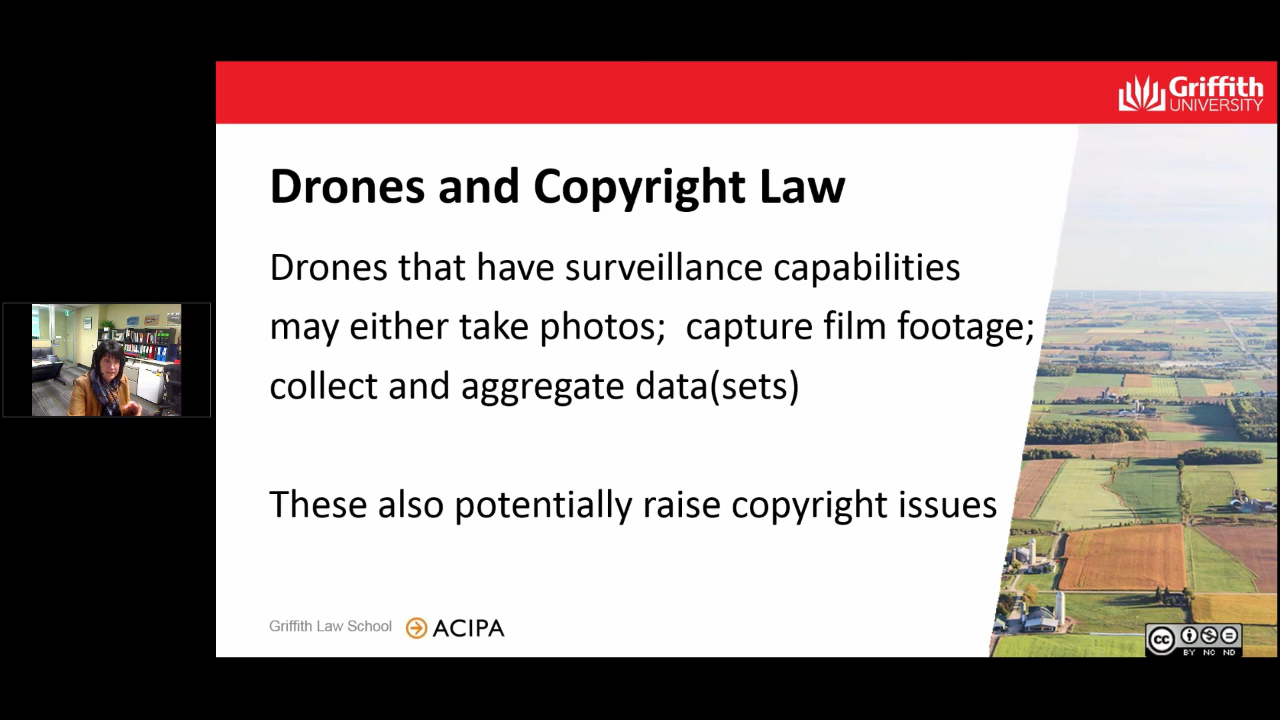 Griffith
UNIVERSITY
Drones and Copyright Law
Drones that have surveillance capabilities
may either take photos;  capture film footage;
collect and aggregate data(sets)
These also potentially raise copyright issues
Griffith Law School
ACIPA
cc
BY NC ND